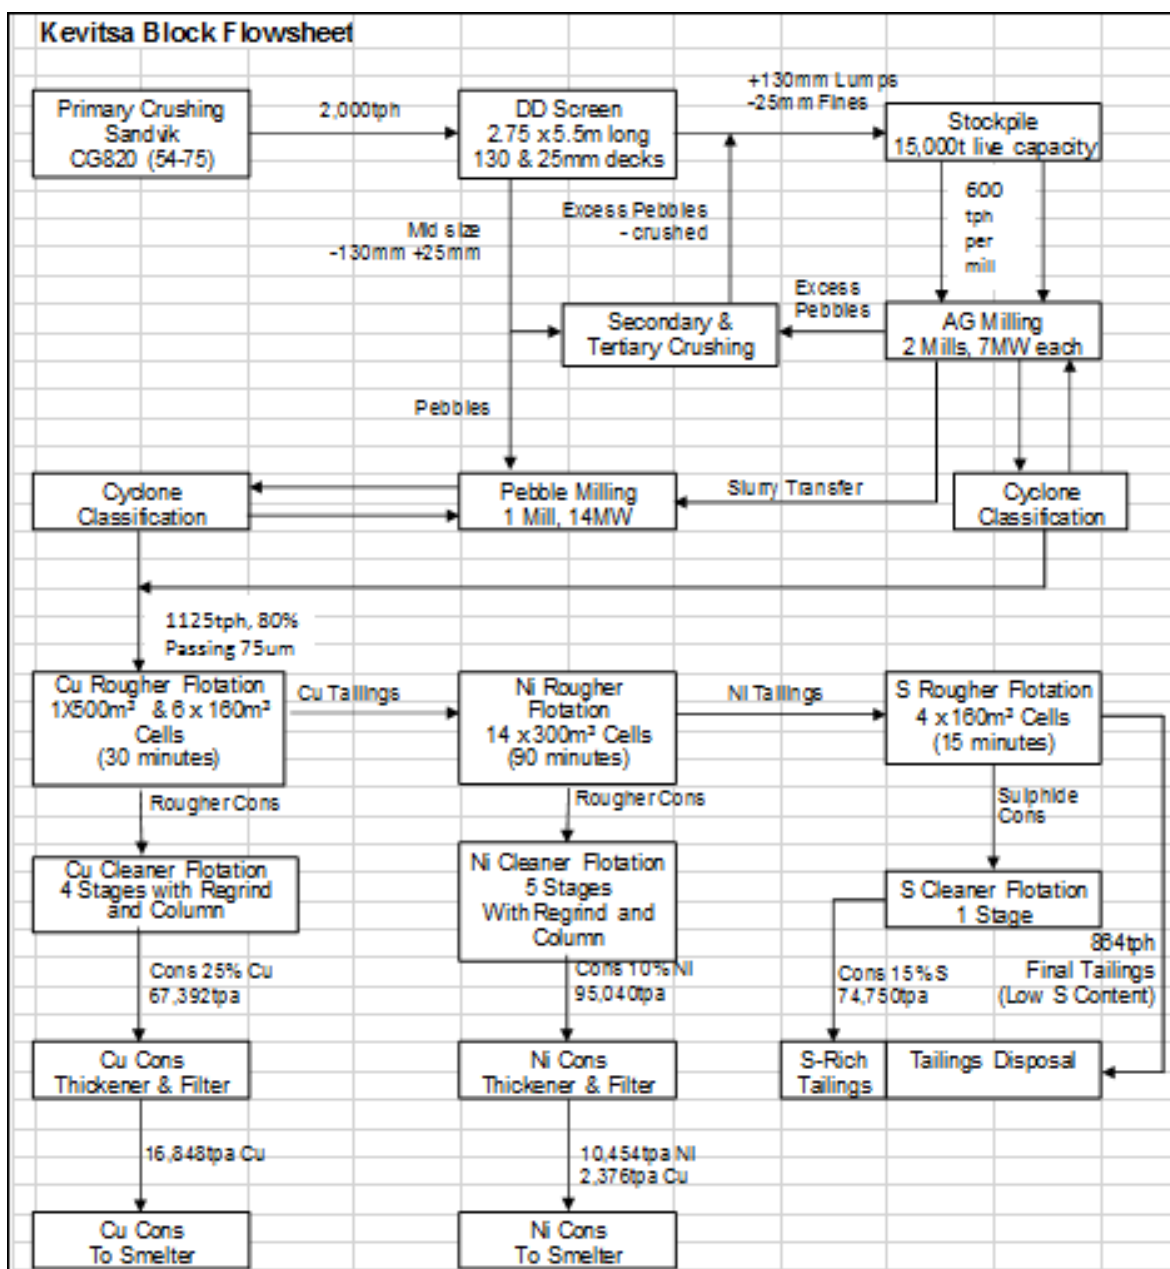 Kevitsa Block Flowsheet
Primary Crushing
Sandvik
CG820 (54-75)
2,000tph
DD Screen
2.75 x5.5m long
130 & 25mm decks
+130mm Lumps
-25mm Fines
Stockpile
15,000t live capacity
600
tph
per
mill
Mid size
-130mm +25mm
Excess Pebbles
- crushed
Secondary &
Tertiary Crushing
Excess
Pebbles
AG Milling
2 Mills, 7MW each
Pebbles
Cyclone
Classification
Pebble Milling
1 Mill, 14MW
Slurry Transfer
Cyclone
Classification
1125tph, 80%
Passing 75um
Cu Rougher Flotation
1X500m³ & 6 x 160m³
Cells
(30 minutes)
Cu Tailings
Ni Rougher
Flotation
14 x 300m³ Cells
(90 minutes)
Ni Tailings
S Rougher Flotation
4 x 160m³ Cells
(15 minutes)
Rougher Cons
Rougher Cons
Sulphide
Cons
Cu Cleaner Flotation
4 Stages with Regrind
and Column
Ni Cleaner Flotation
5 Stages
With Regrind and
Column
S Cleaner Flotation
1 Stage
Cons 25% Cu
67,392tpa
Cons 10% Ni
95,040tpa
Cons 15% S
74,750tpa
864tph
Final Tailings
(Low S Content)
Cu Cons
Thickener & Filter
Ni Cons
Thickener & Filter
S-Rich
Tailings
Tailings Disposal
16,848tpa Cu
10,454tpa Ni
2,376tpa Cu
Cu Cons
To Smelter
Ni Cons
To Smelter